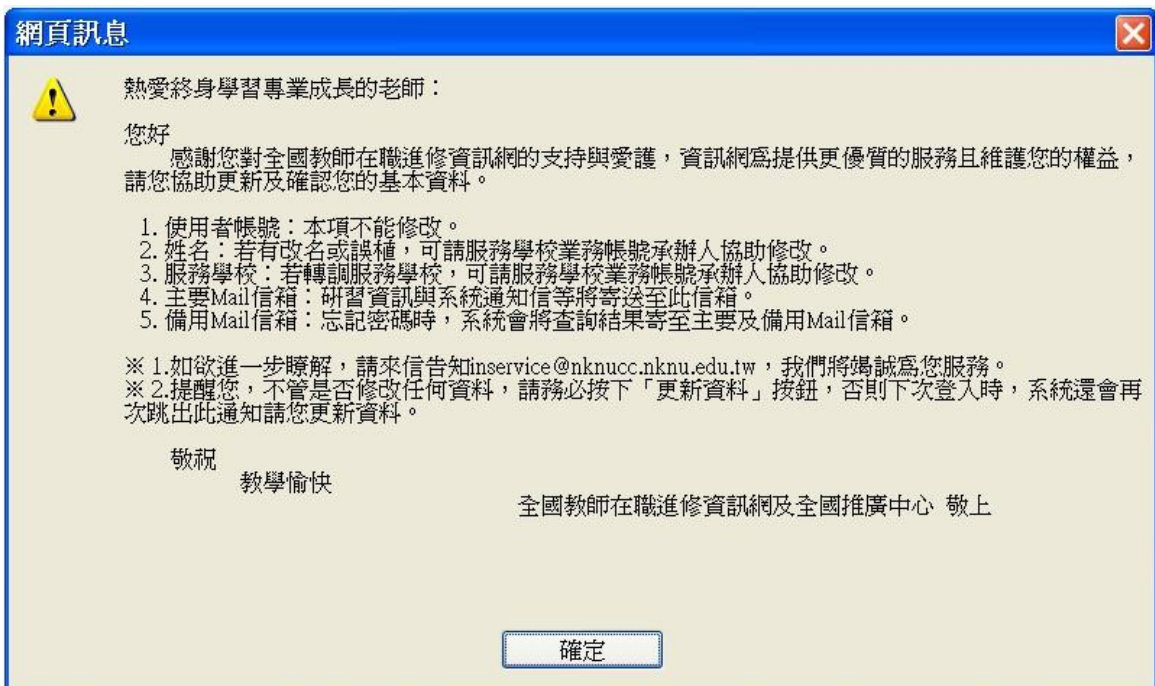 網頁訊息
熱愛終身學習專業成長的老師：
您好
感謝您對全國教師在職進修資訊網的支持與愛護，資訊網為提供更優質的服務且維護您的權益，
請您協助更新及確認您的基本資料。
1. 使用者帳號：本項不能修改。
2. 姓名：若有改名或誤植，可請服務學校業務帳號承辦人協助修改。
3. 服務學校：若轉調服務學校，可請服務學校業務帳號承辦人協助修改。
4. 主要Mail信箱：研習資訊與系統通知信等將寄送至此信箱。
5. 備用Mail信箱：忘記密碼時，系統會將查詢結果寄至主要及備用Mail信箱。
※ 1.如欲進一步瞭解，請來信告知inservice@nknucc.nknu.edu.tw，我們將竭誠為您服務。
※ 2.提醒您，不管是否修改任何資料，請務必按下「更新資料」按鈕，否則下次登入時，系統還會再
次跳出此通知請您更新資料。
敬祝
教學愉快
全國教師在職進修資訊網及全國推廣中心 敬上
確定